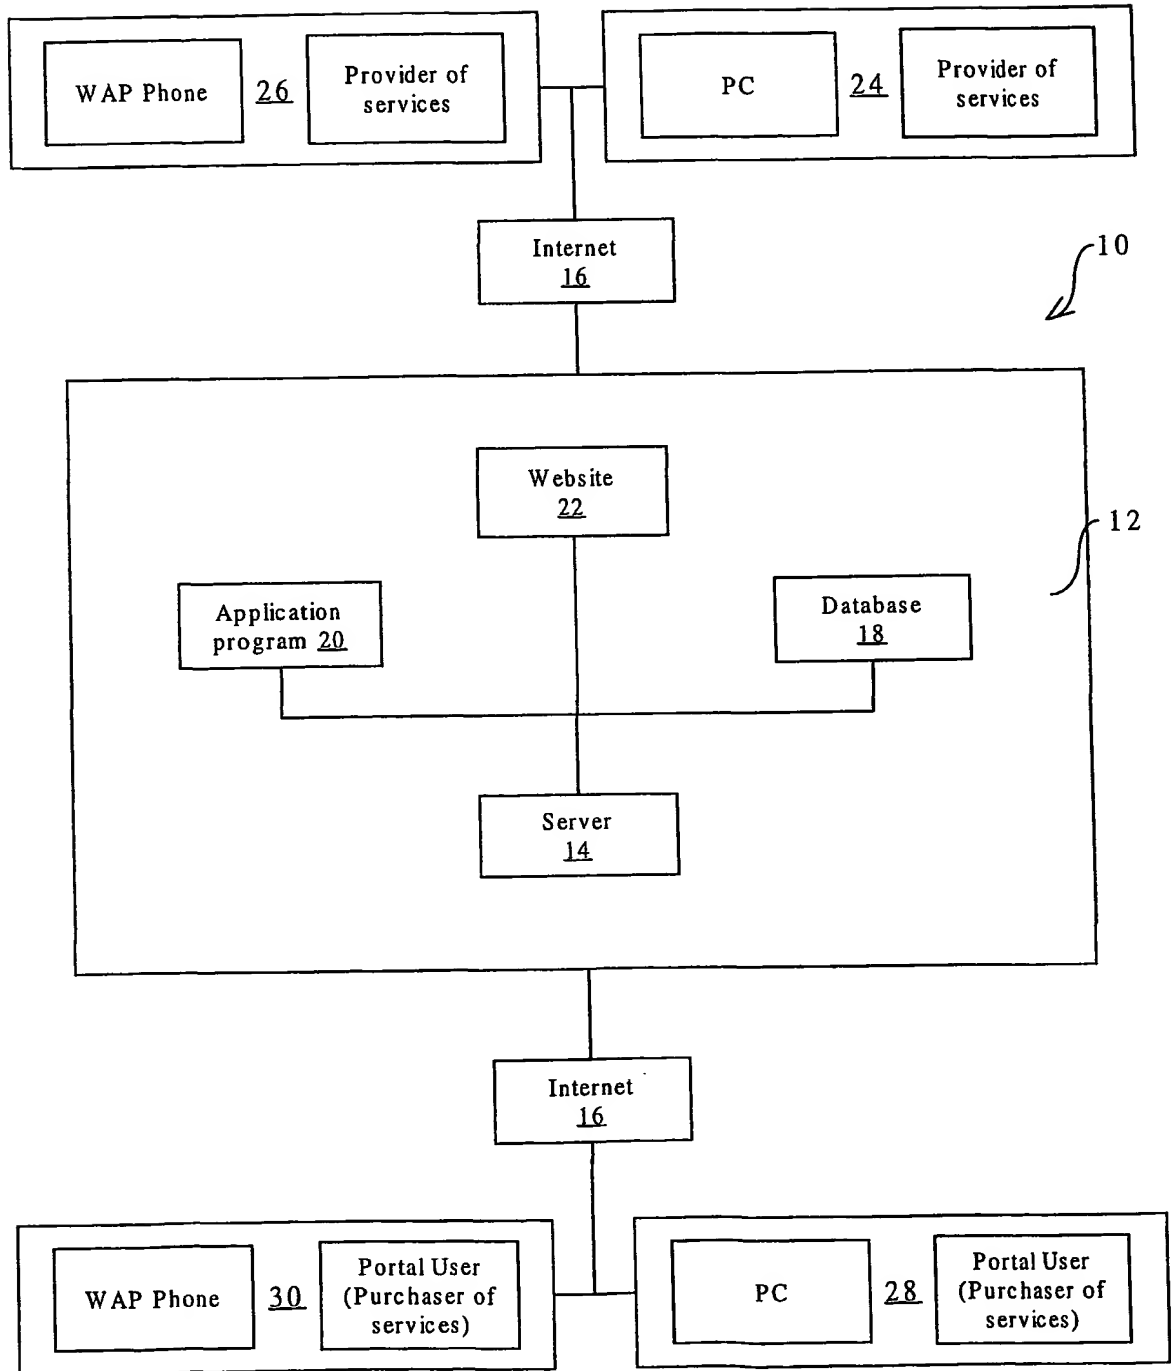 WAP Phone
26
Provider of
services
PC
24
Provider of
services
Internet
16
10
Website
22
12
Application
program 20
Database
18
Server
14
Internet
16
WAP Phone
30
Portal User
(Purchaser of
services)
PC
28
Portal User
(Purchaser of
services)